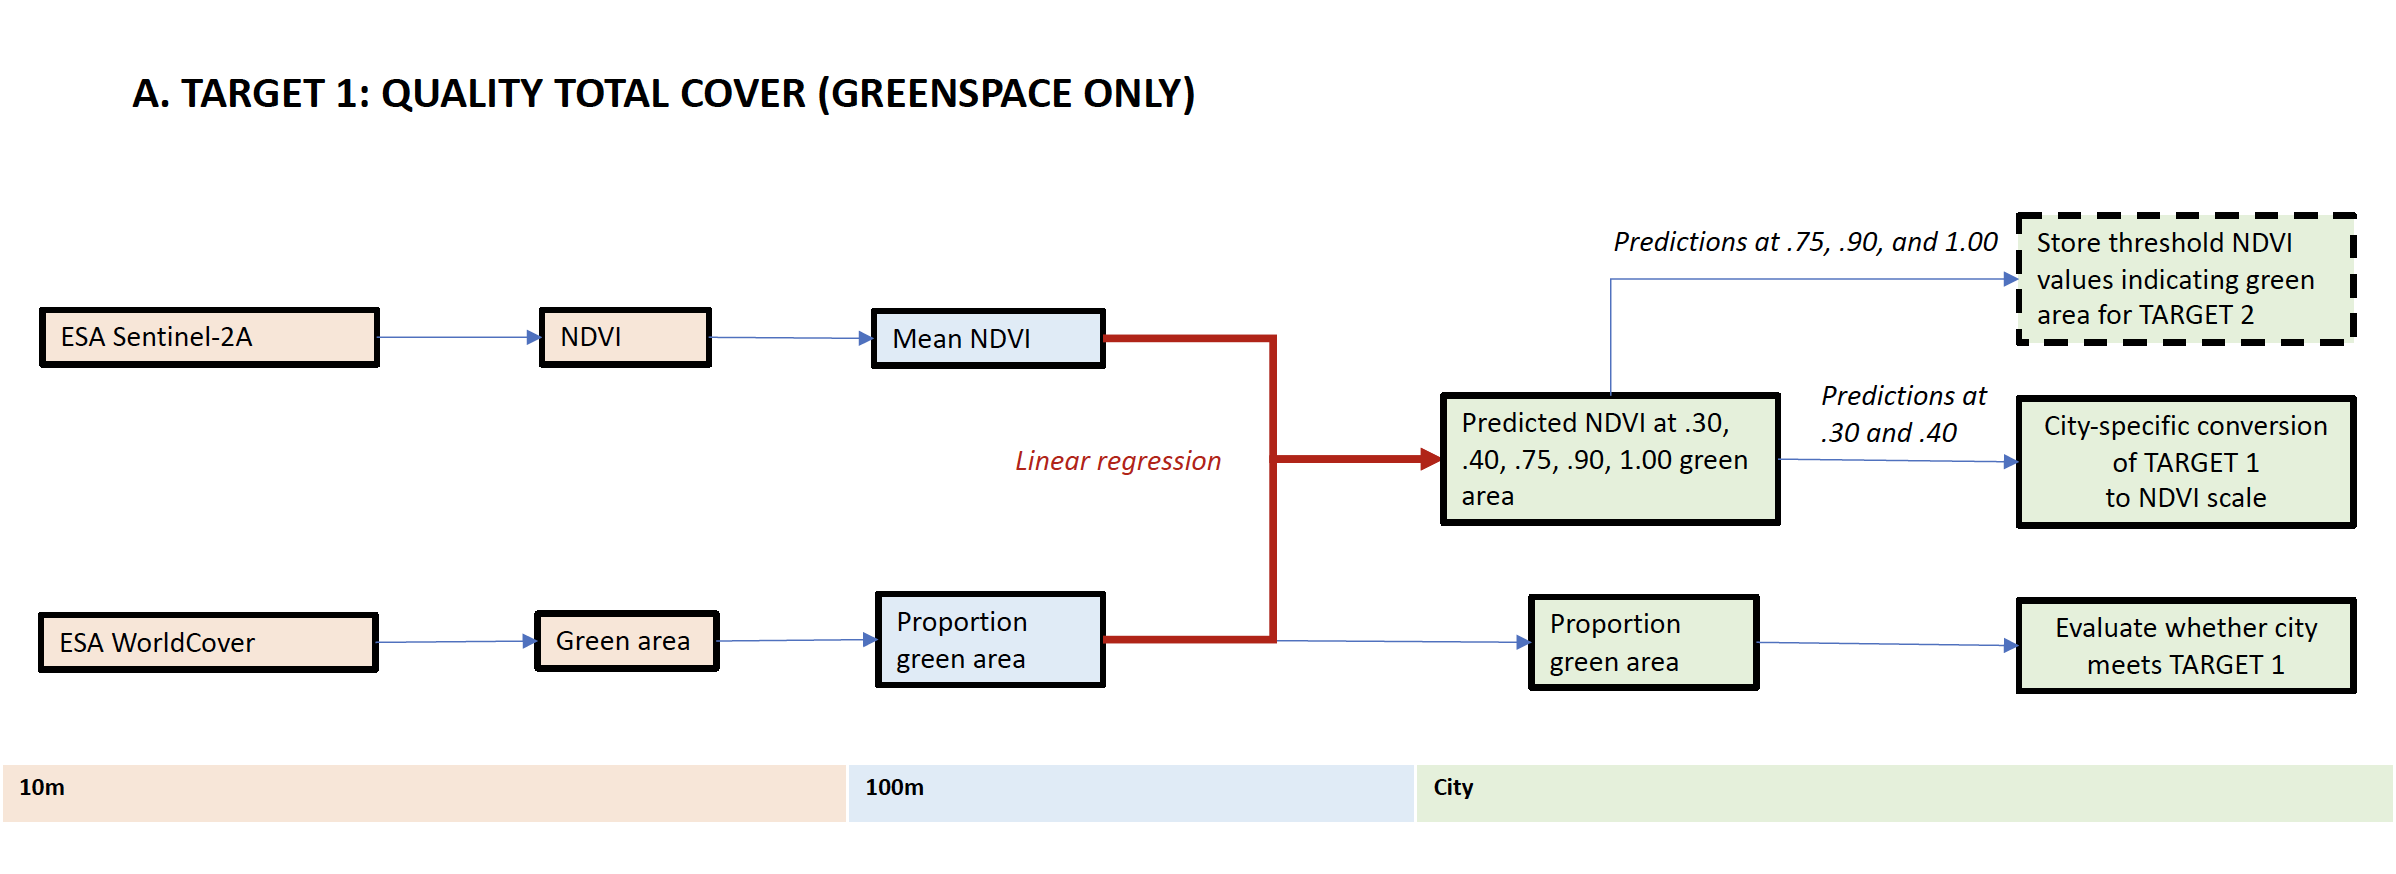 A. TARGET 1: QUALITY TOTAL COVER (GREENSPACE ONLY)
Predictions at .75, .90, and 1.00
Store threshold NDVI
values indicating green
area for TARGET 2
ESA Sentinel-2A
NDVI
Mean NDVI
Linear regression
Predicted NDVI at .30,
.40, .75, .90, 1.00 green
area
Predictions at
.30 and .40
City-specific conversion
of TARGET 1
to NDVI scale
ESA WorldCover
Green area
Proportion
green area
Proportion
green area
Evaluate whether city
meets TARGET 1
10m
100m
City